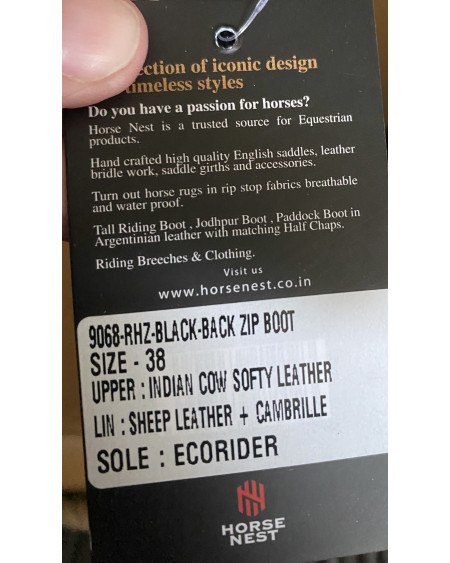 ection of iconic design
timeless styles
Do you have a passion for horses?
Horse Nest is a trusted source for Equestrian
products.
Hand crafted high quality English saddles, leather
bridle work, saddle girths and accessories.
Turn out horse rugs in rip stop fabrics breathable
and water proof.
Tall Riding Boot , Jodhpur Boot , Paddock Boot in
Argentinian leather with matching Half Chaps.
Riding Breeches & Clothing.
Visit us
www.horsenest.co.in
9068-RHZ-BLACK-BACK ZIP BOOT
SIZE - 38
UPPER : INDIAN COW SOFTY LEATHER
LIN : SHEEP LEATHER + CAMBRILLE
SOLE : ECORIDER
HORSE
NEST